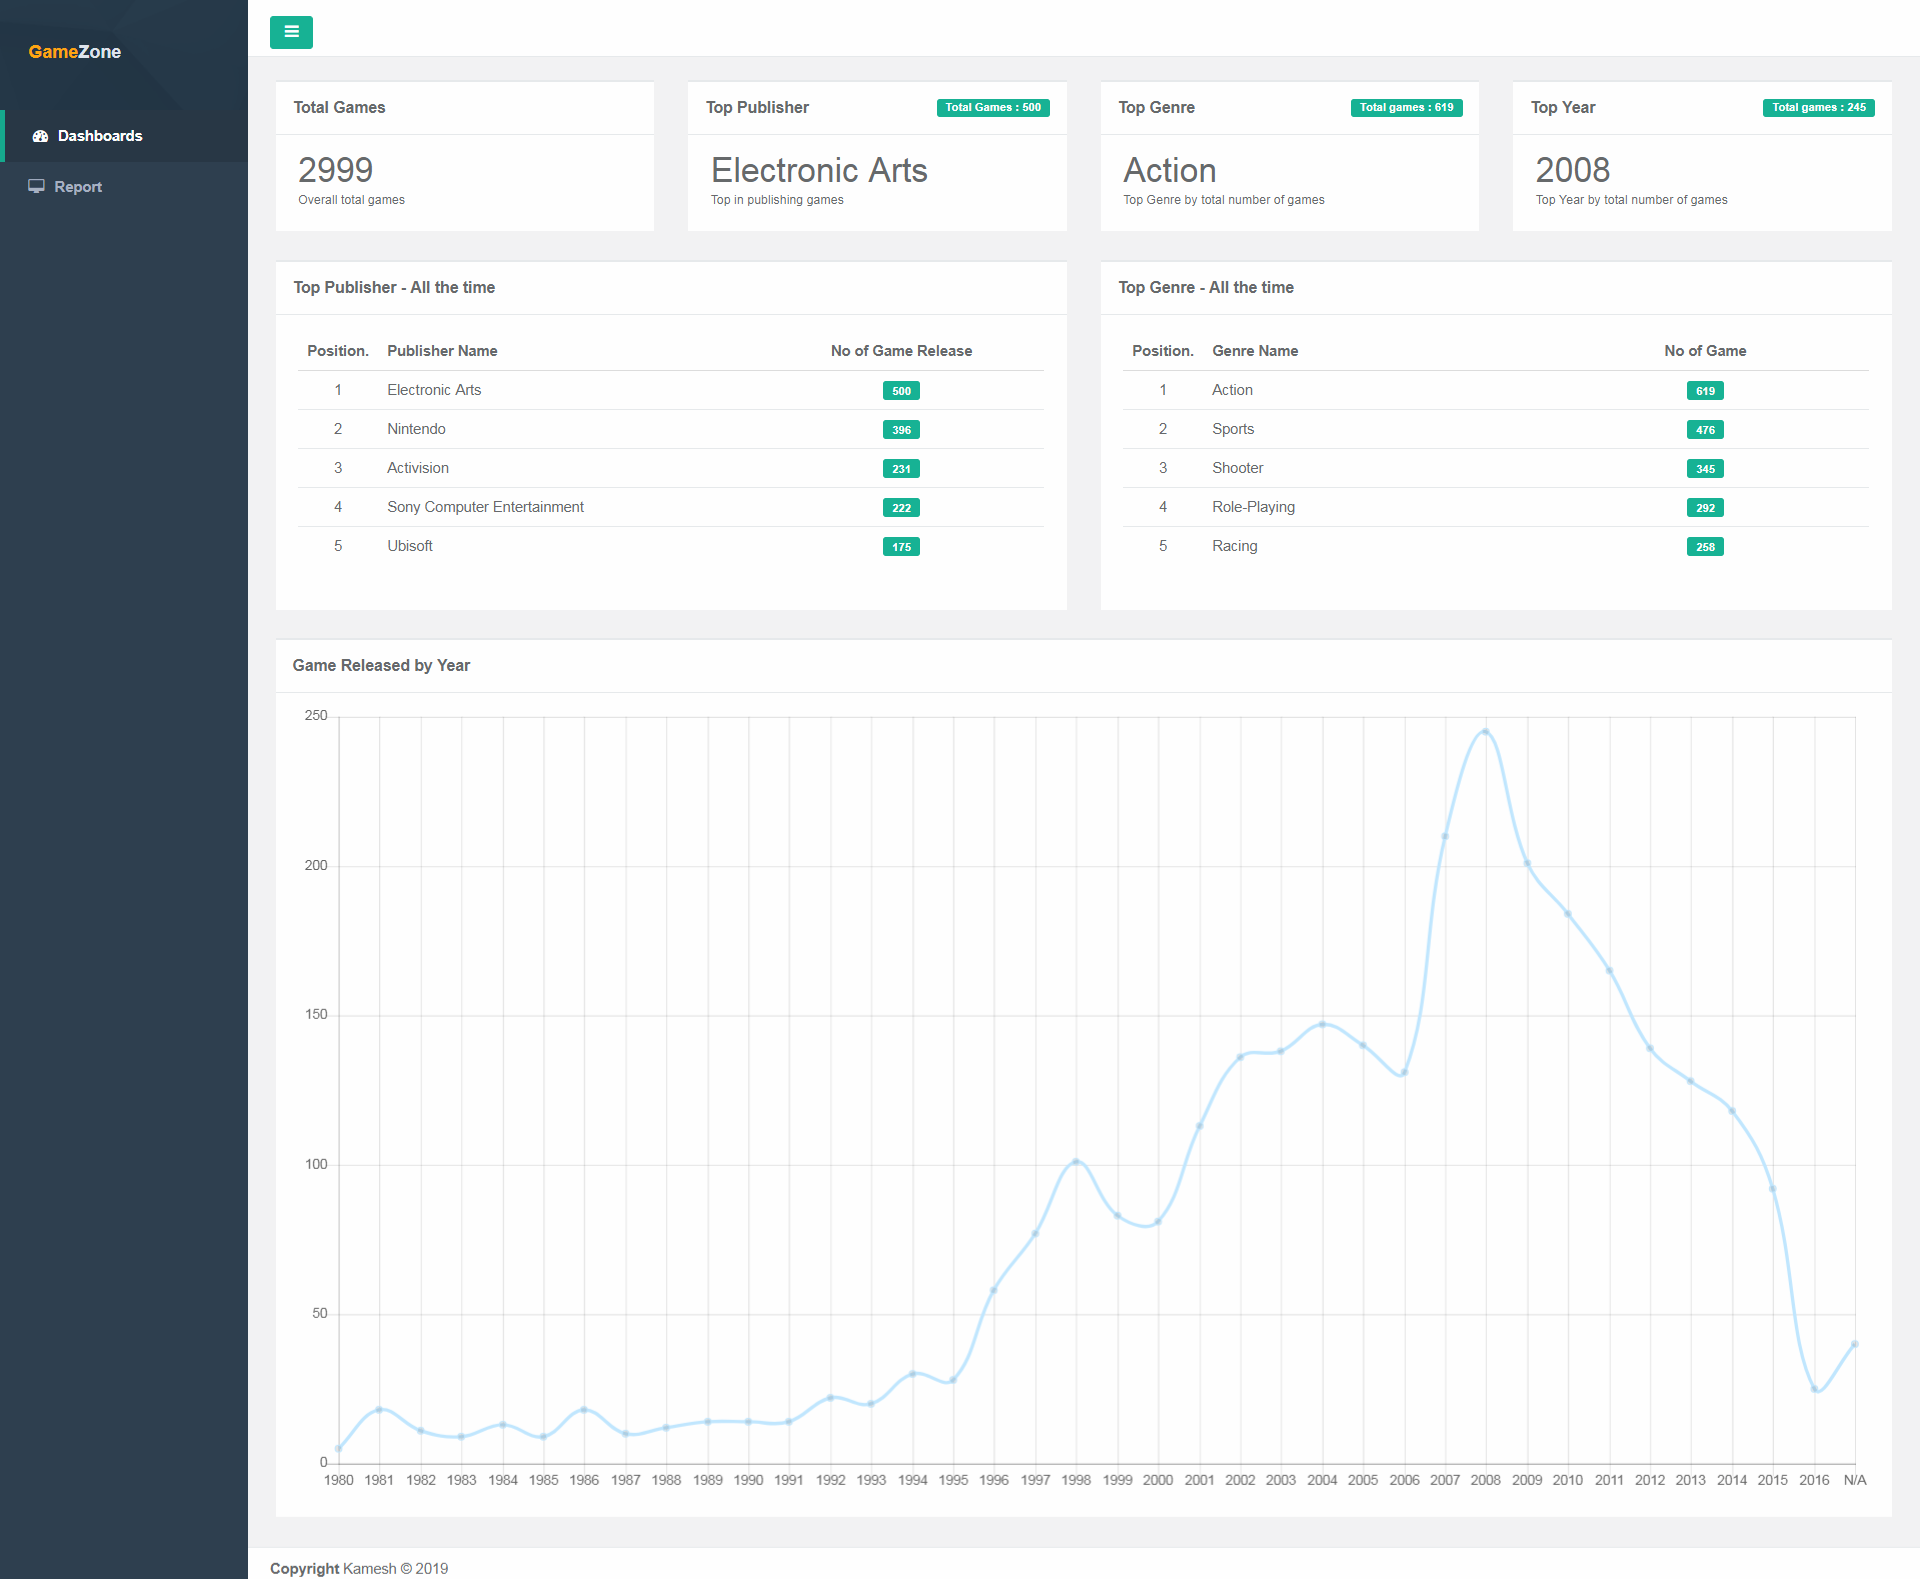 GameZone
Dashboards
Report
Total Games
2999
Overall total games
Top Publisher Total Games : 500
Electronic Arts
Top in publishing games
Top Genre Total games : 619
Action
Top Genre by total number of games
Top Year Total games : 245
2008
Top Year by total number of games
Top Publisher - All the time
Position. Publisher Name No of Game Release
1 Electronic Arts 500
2 Nintendo 396
3 Activision 231
4 Sony Computer Entertainment 222
5 Ubisoft 175
Top Genre - All the time
Position. Genre Name No of Game
1 Action 619
2 Sports 476
3 Shooter 345
4 Role-Playing 292
5 Racing 258
Game Released by Year
250
200
150
100
50
0
1980 1981 1982 1983 1984 1985 1986 1987 1988 1989 1990 1991 1992 1993 1994 1995 1996 1997 1998 1999 2000 2001 2002 2003 2004 2005 2006 2007 2008 2009 2010 2011 2012 2013 2014 2015 2016 N/A
Copyright Kamesh © 2019